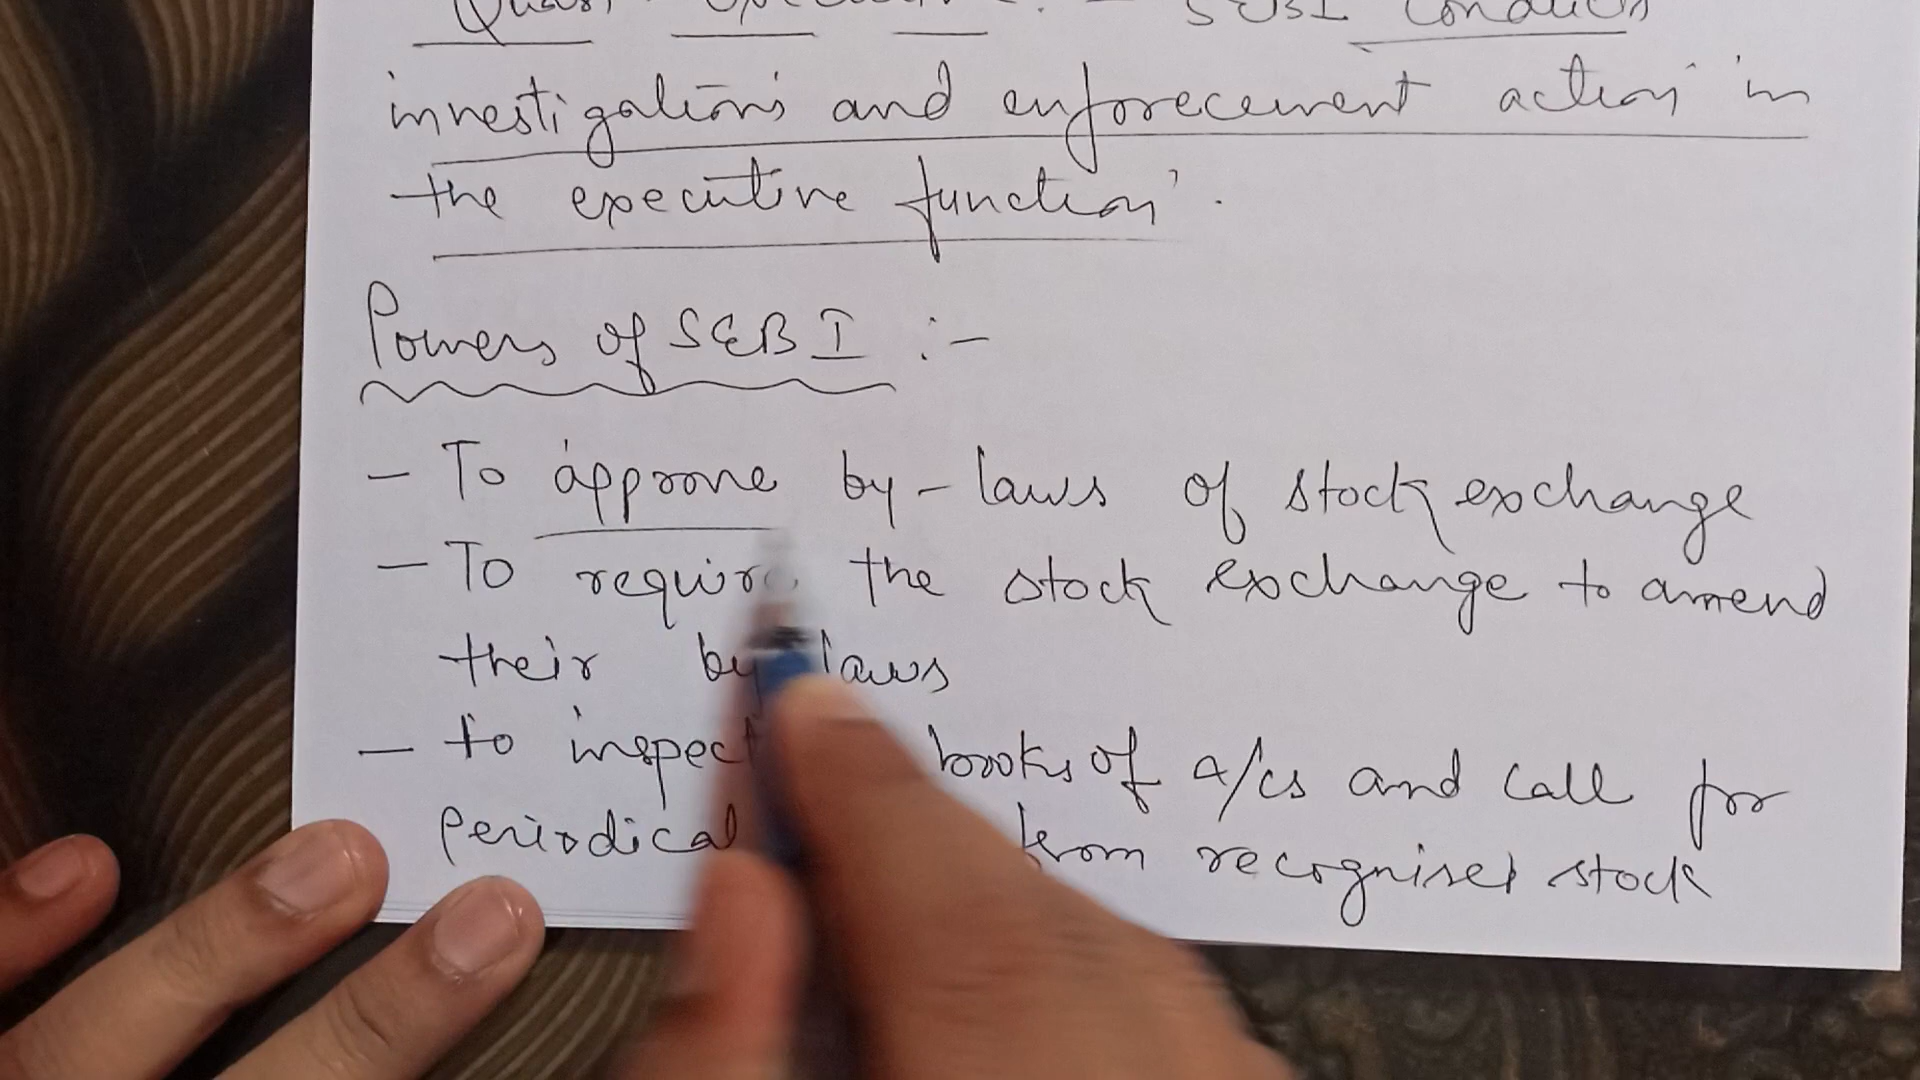 investigations and enforecement action in
the executive function'.
Powers of SEBI :-
- To approve by-laws of stock exchange
- To require the stock exchange to amend
their by laws
- to inspect books of a/cs and call for
periodical from recognised stock